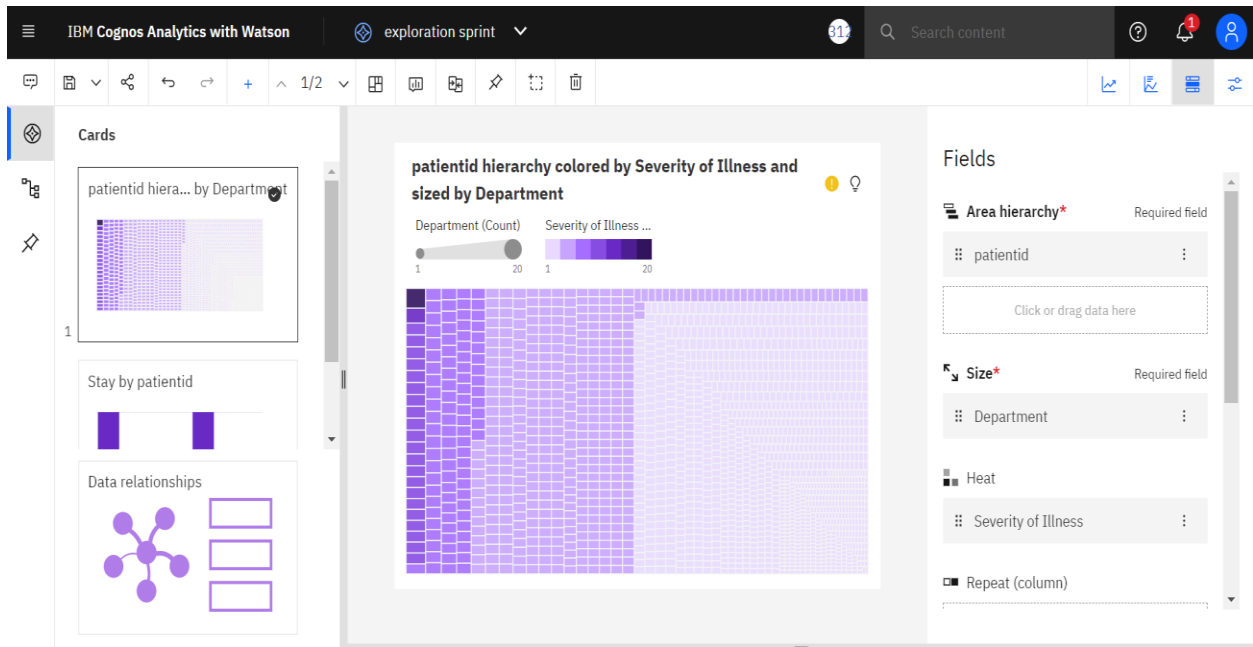 IBM Cognos Analytics with Watson
exploration sprint
312
Search content
1
1/2
Cards
patientid hiera... by Department
1
Stay by patientid
Data relationships
patientid hierarchy colored by Severity of Illness and
sized by Department
Department (Count)
Severity of Illness ...
1
20
1
20
Fields
Area hierarchy*
Required field
patientid
Click or drag data here
Size*
Required field
Department
Heat
Severity of Illness
Repeat (column)